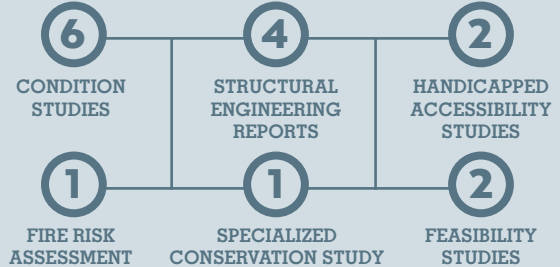 6
CONDITION
STUDIES
4
STRUCTURAL
ENGINEERING
REPORTS
2
HANDICAPPED
ACCESSIBILITY
STUDIES
1
FIRE RISK
ASSESSMENT
1
SPECIALIZED
CONSERVATION STUDY
2
FEASIBILITY
STUDIES